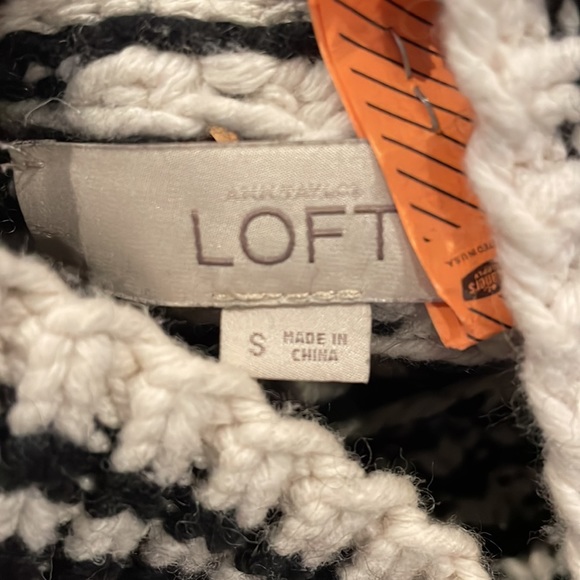 ANN TAYLOR
LOFT
S
MADE IN
CHINA